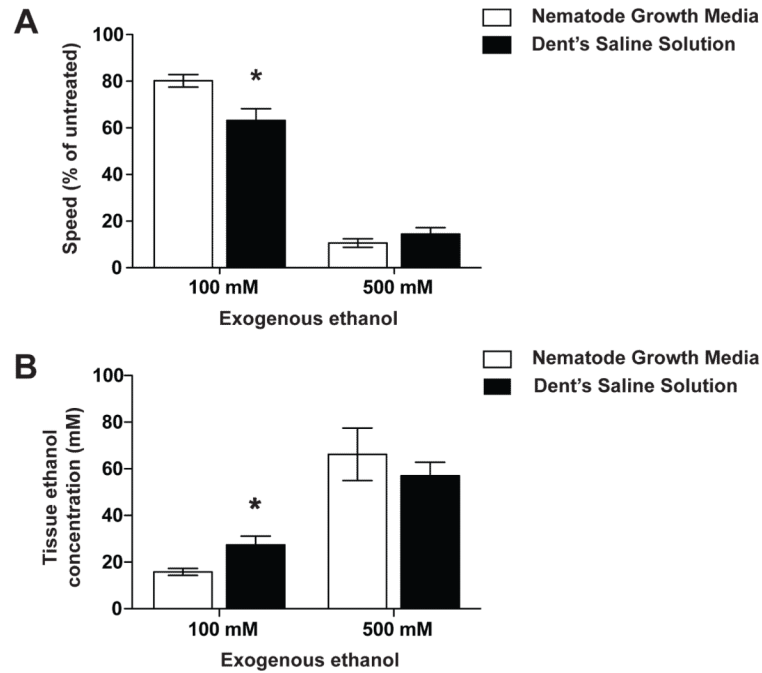 A
Nematode Growth Media
Dent's Saline Solution
Speed (% of untreated)
100
80
60
40
20
0
*
100 mM
500 mM
Exogenous ethanol
B
Nematode Growth Media
Dent's Saline Solution
Tissue ethanol
concentration (mM)
100
80
60
40
20
0
*
100 mM
500 mM
Exogenous ethanol